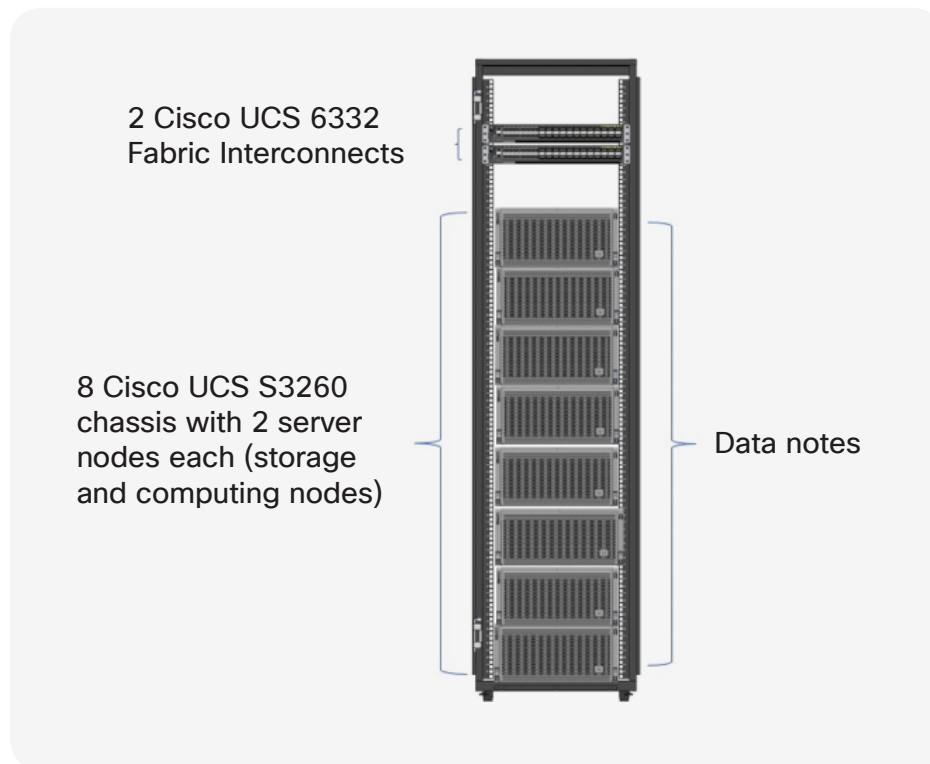 2 Cisco UCS 6332
Fabric Interconnects
8 Cisco UCS S3260
chassis with 2 server
nodes each (storage
and computing nodes)
Data notes